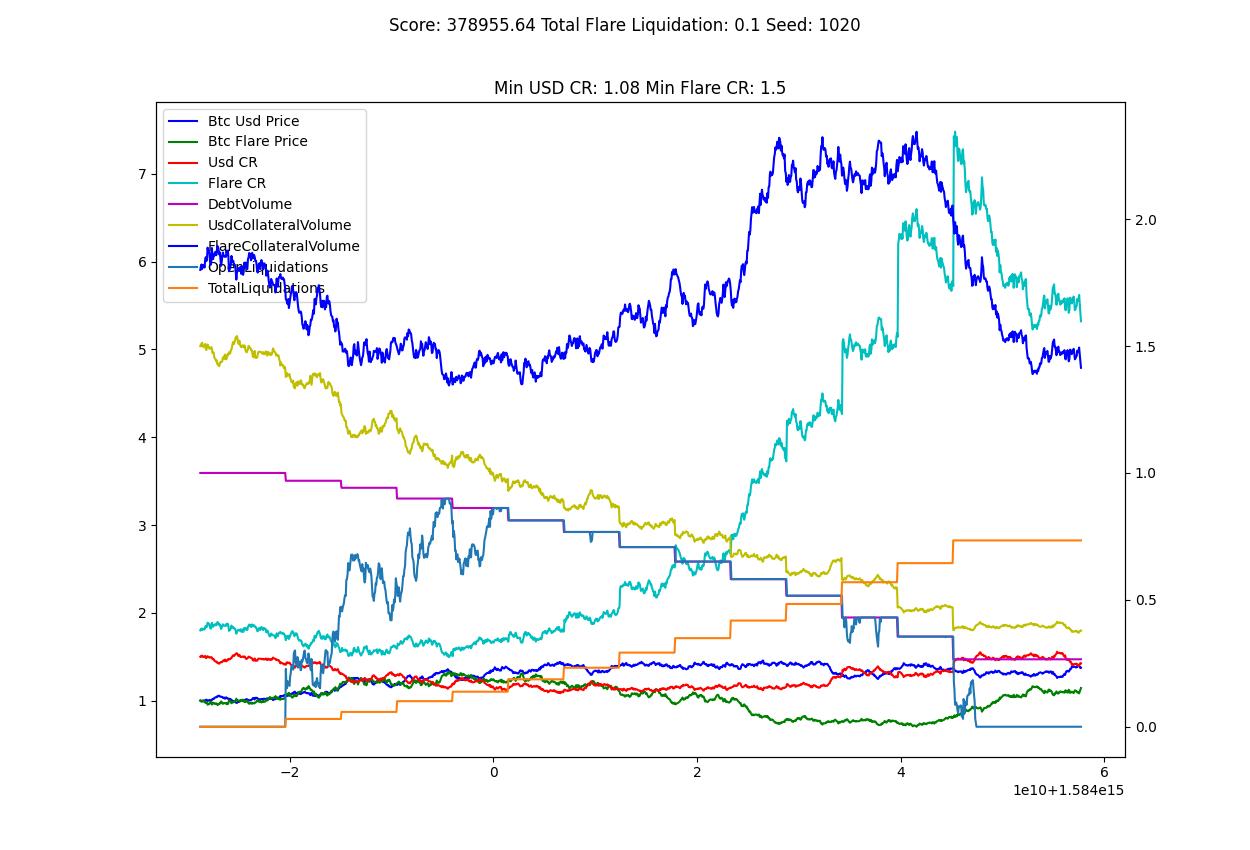 Score: 378955.64 Total Flare Liquidation: 0.1 Seed: 1020
Min USD CR: 1.08 Min Flare CR: 1.5
Btc Usd Price
Btc Flare Price
Usd CR
Flare CR
DebtVolume
UsdCollateralVolume
FlareCollateralVolume
OpenLiquidations
TotalLiquidations
7
6
5
4
3
2
1
2.0
1.5
1.0
0.5
0.0
−2
0
2
4
6
1e10+1.584e15